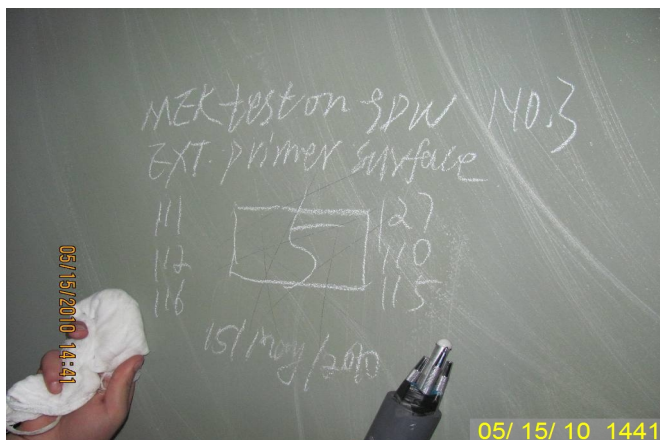 MEK test on SDW 140.3
EXT. primer surface
111 127
112 5 110
116 115
15/May/2010
05/15/2010 14:41
05/ 15/ 10 1441